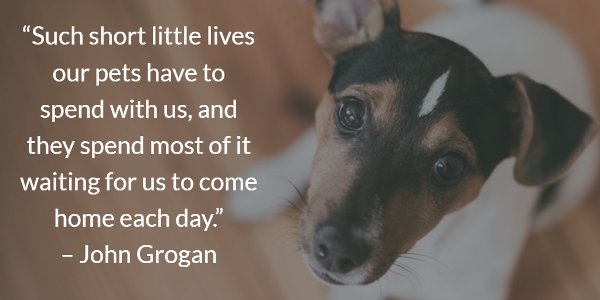 “Such short little lives
our pets have to
spend with us, and
they spend most of it
waiting for us to come
home each day.”
– John Grogan